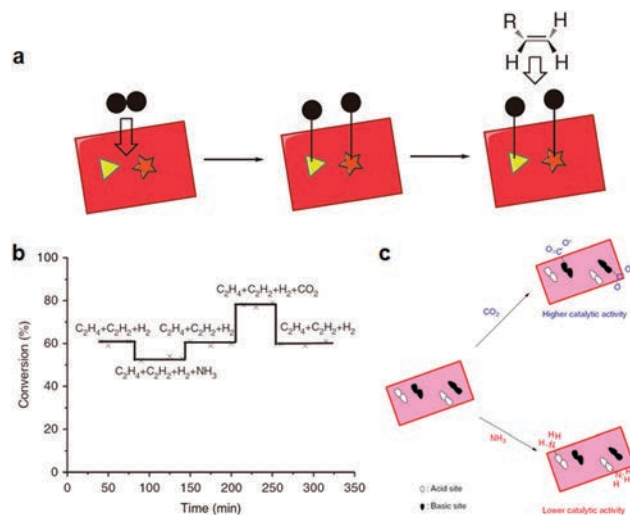 a
R H
H H
b
Conversion (%)
100
80
60
40
20
0
C₂H₄+C₂H₂+H₂+CO₂
C₂H₄+C₂H₂+H₂ C₂H₄+C₂H₂+H₂ C₂H₄+C₂H₂+H₂
C₂H₄+C₂H₂+H₂+NH₃
0 50 100 150 200 250 300 350
Time (min)
c
CO₂
Higher catalytic activity
NH₃
: Acid site
: Basic site
Lower catalytic activity